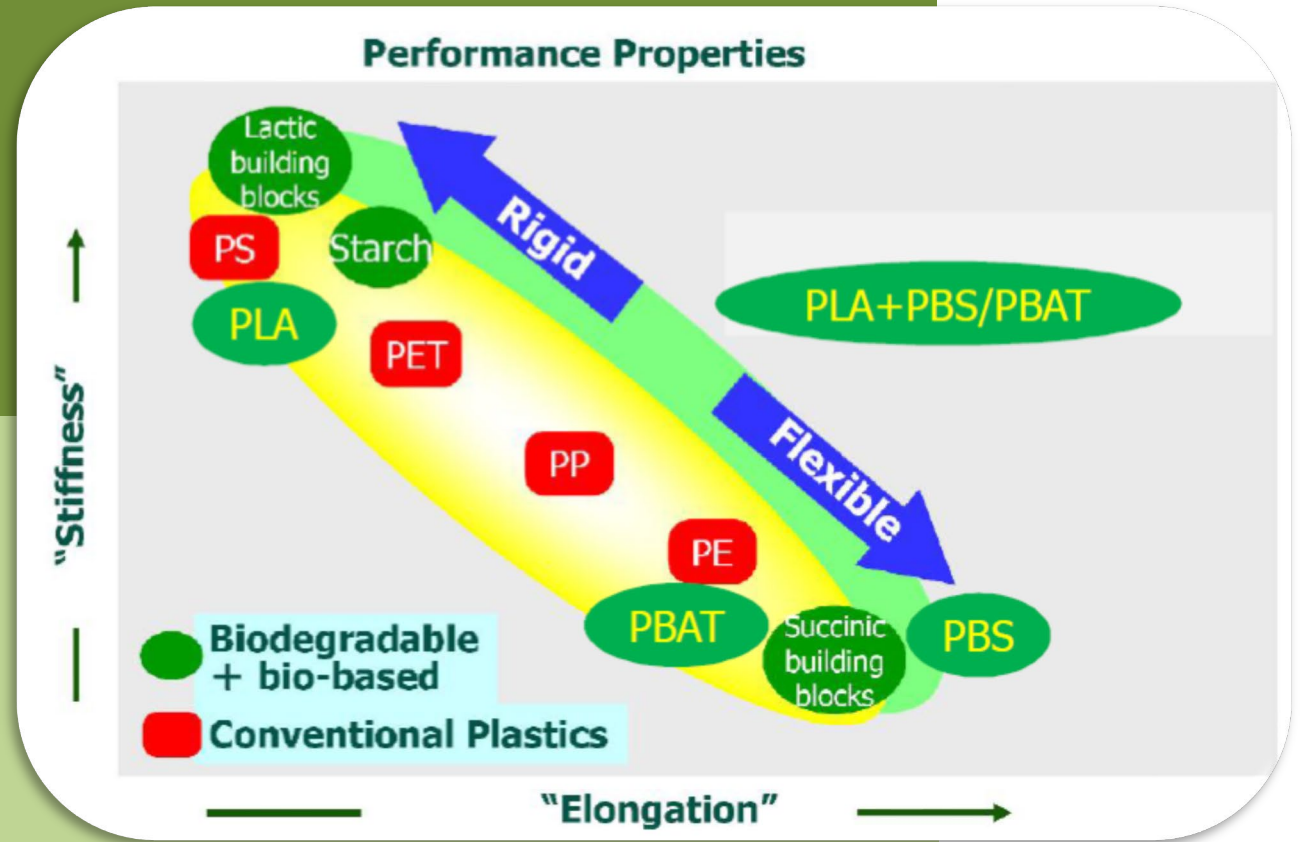 Performance Properties
Lactic
building
blocks
PS
Starch
PLA
PET
Rigid
PLA+PBS/PBAT
PP
Flexible
PE
PBAT
Succinic
building
blocks
PBS
"Stiffness"
Biodegradable
+ bio-based
Conventional Plastics
"Elongation"